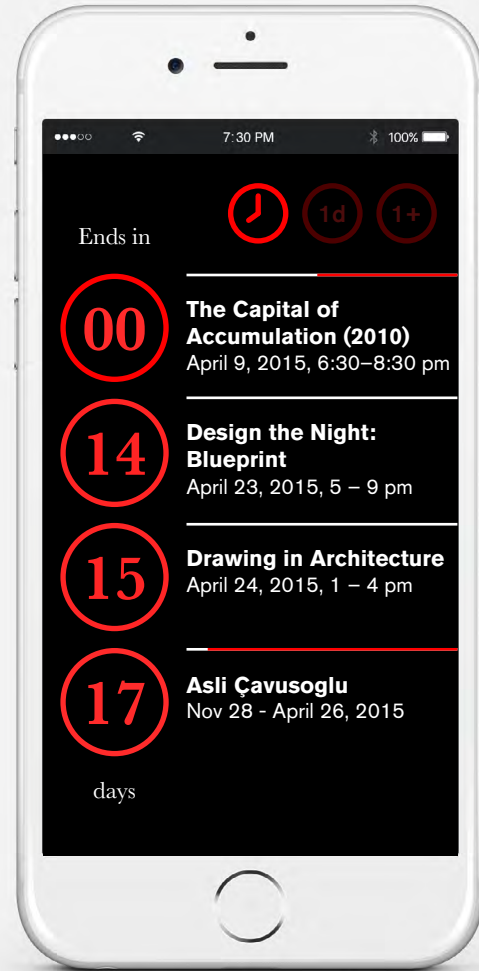 7:30 PM
100%
1d
1+
Ends in
00
The Capital of
Accumulation (2010)
April 9, 2015, 6:30–8:30 pm
14
Design the Night:
Blueprint
April 23, 2015, 5 – 9 pm
15
Drawing in Architecture
April 24, 2015, 1 – 4 pm
17
Asli Çavusoglu
Nov 28 - April 26, 2015
days